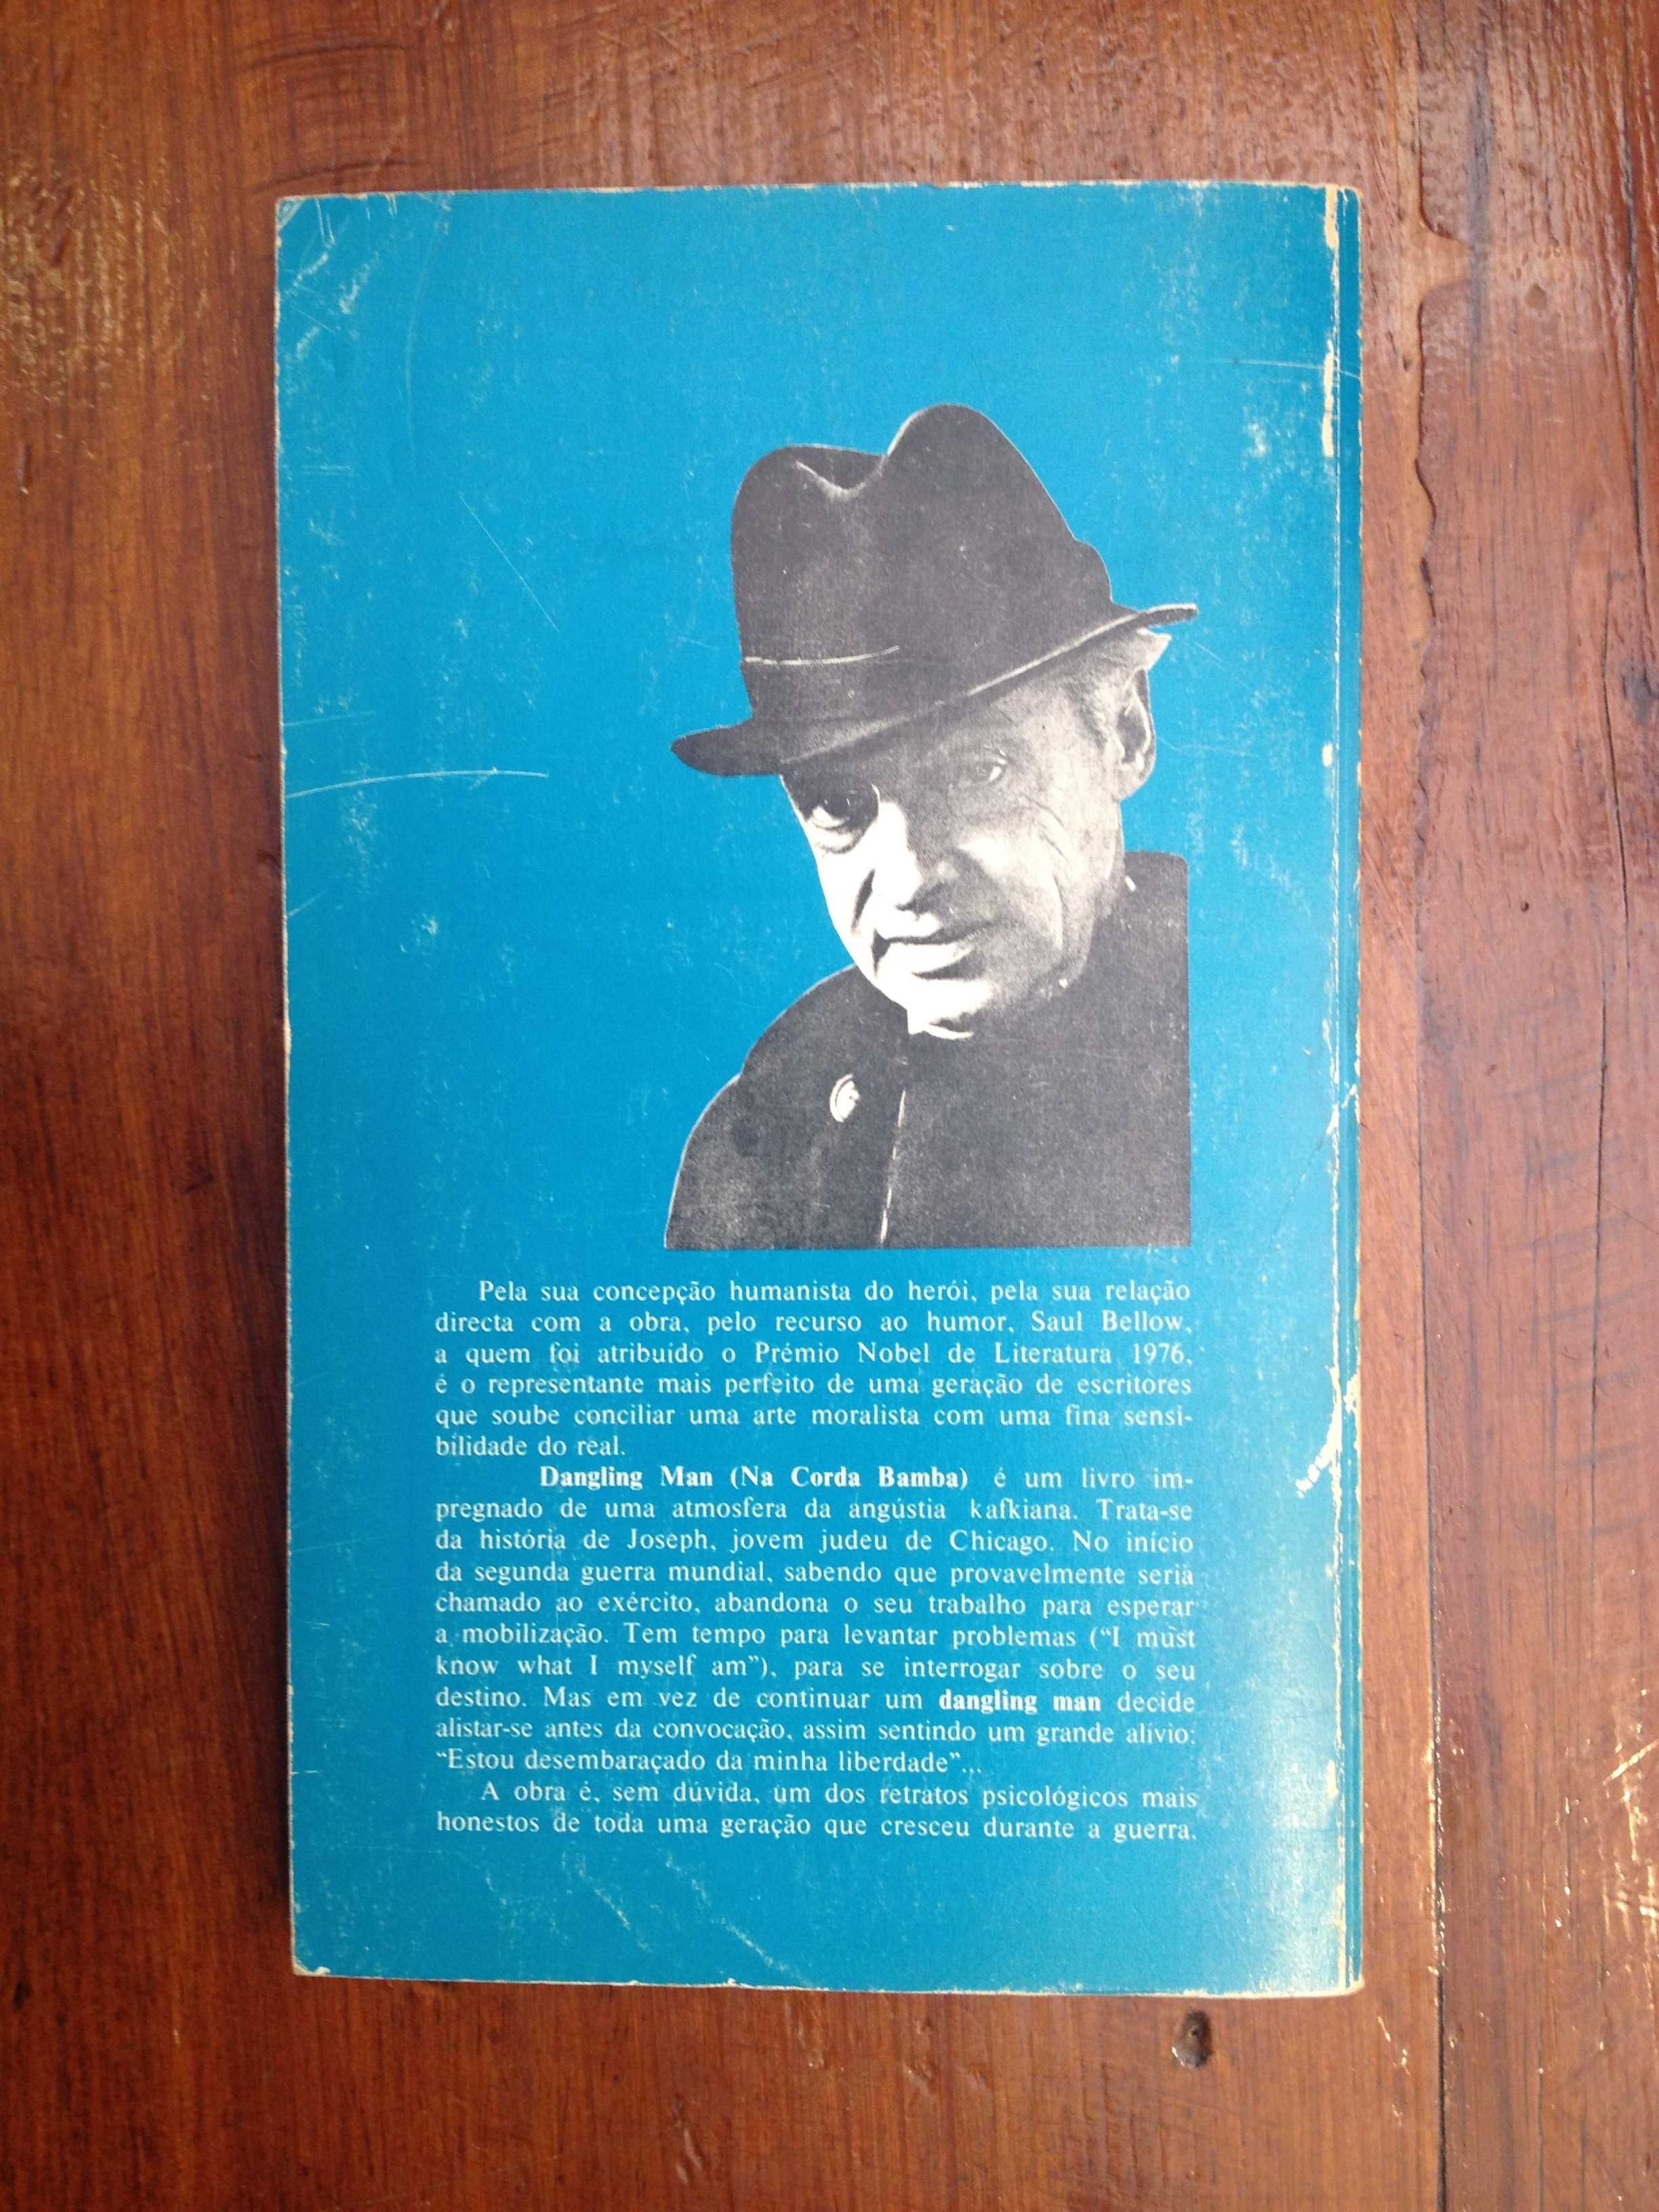 Pela sua concepção humanista do herói, pela sua relação
directa com a obra, pelo recurso ao humor, Saul Bellow,
a quem foi atribuído o Prémio Nobel de Literatura 1976,
é o representante mais perfeito de uma geração de escritores
que soube conciliar uma arte moralista com uma fina sensi-
bilidade do real.
Dangling Man (Na Corda Bamba) é um livro im-
pregnado de uma atmosfera da angústia kafkiana. Trata-se
da história de Joseph, jovem judeu de Chicago. No início
da segunda guerra mundial, sabendo que provavelmente seria
chamado ao exército, abandona o seu trabalho para esperar
a mobilização. Tem tempo para levantar problemas (“I must
know what I myself am”), para se interrogar sobre o seu
destino. Mas em vez de continuar um dangling man decide
alistar-se antes da convocação, assim sentindo um grande alívio:
“Estou desembaraçado da minha liberdade”...
A obra é, sem dúvida, um dos retratos psicológicos mais
honestos de toda uma geração que cresceu durante a guerra.